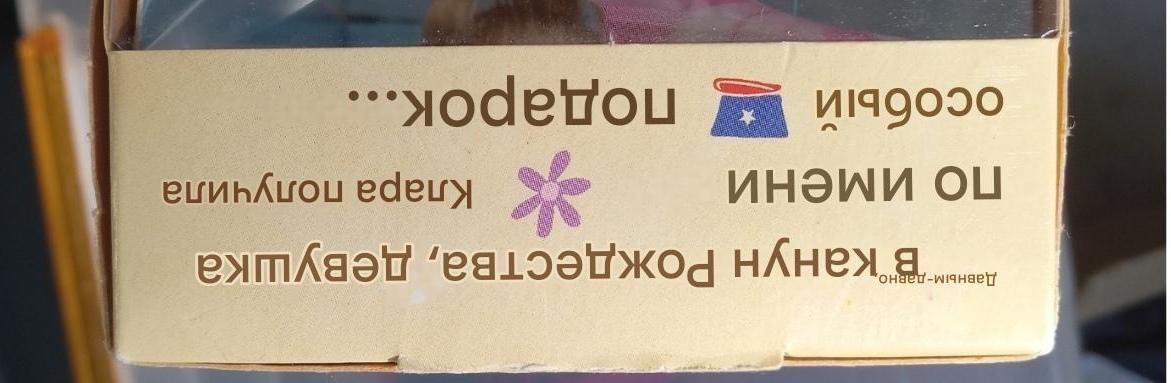 Давным-давно, в канун Рождества, девушка
по имени Клара получила
особый подарок...